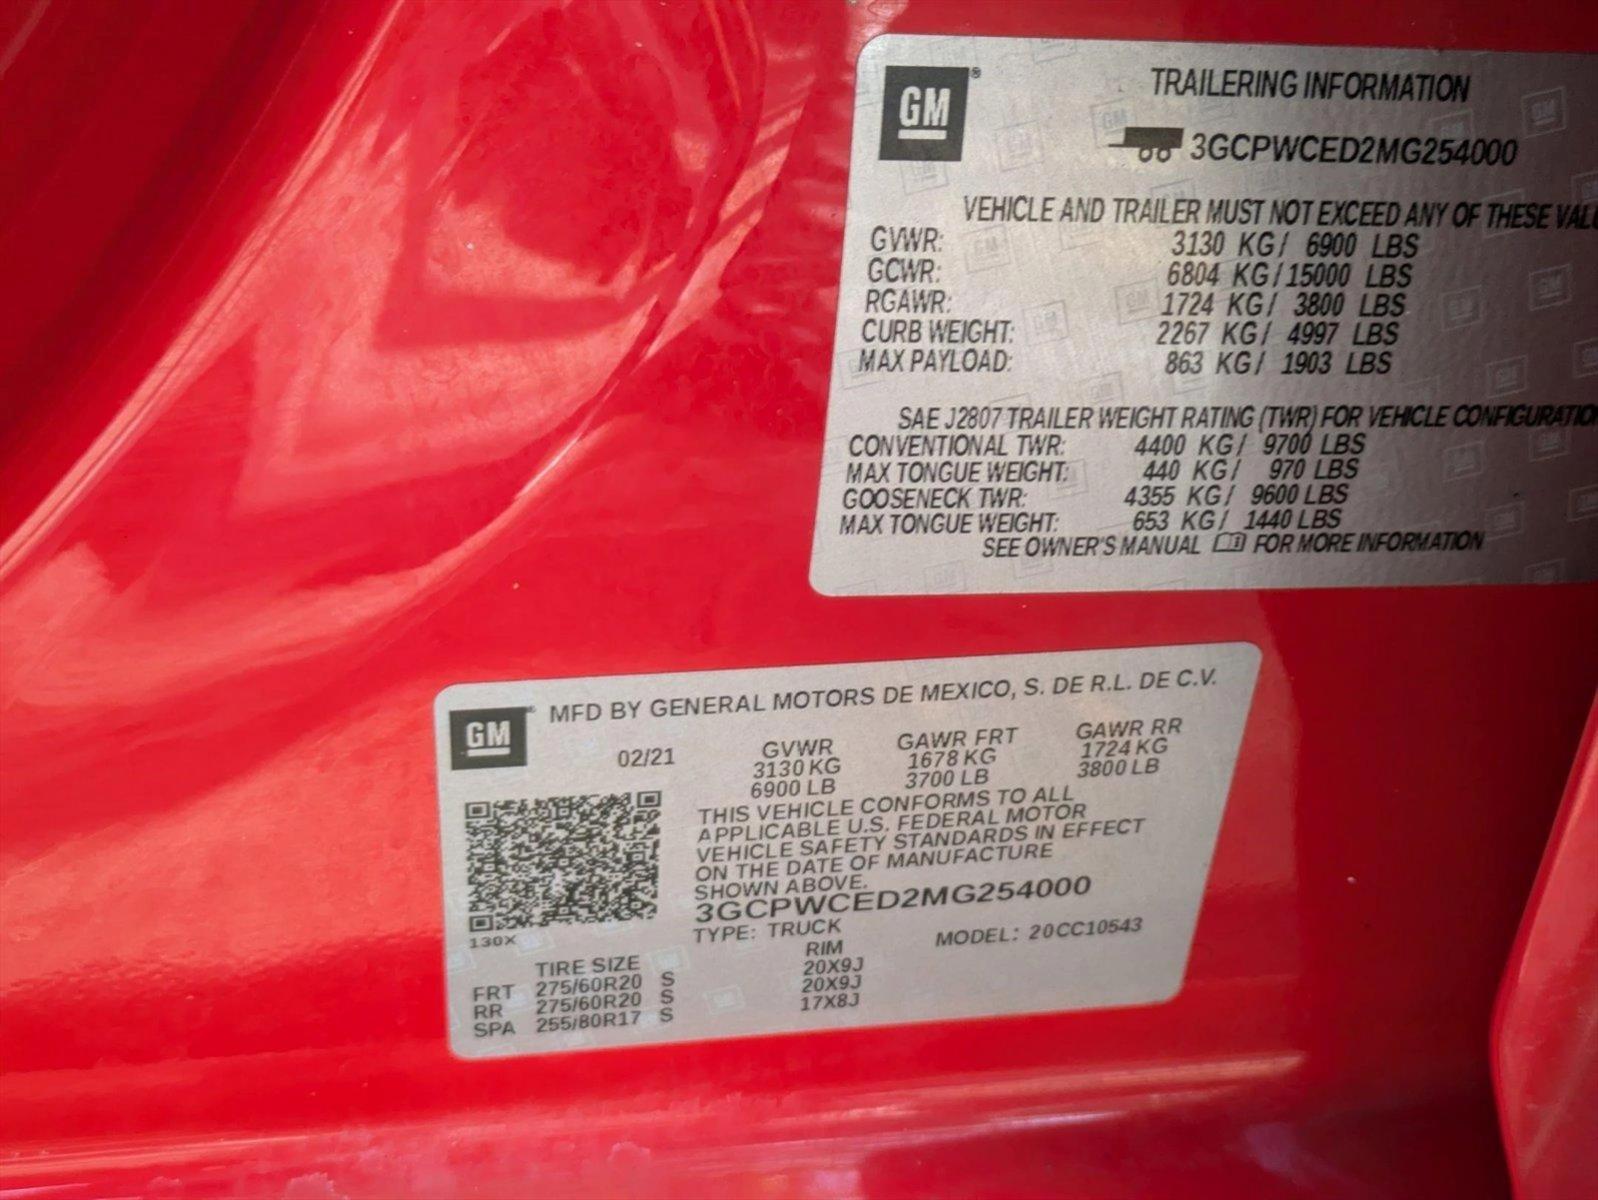 GM
TRAILERING INFORMATION
3GCPWCED2MG254000
VEHICLE AND TRAILER MUST NOT EXCEED ANY OF THESE
GVWR: 3130 KG/ 6900 LBS
GCWR: 6804 KG/15000 LBS
RGAWR: 1724 KG/ 3800 LBS
CURB WEIGHT: 2267 KG/ 4997 LBS
MAX PAYLOAD: 863 KG/ 1903 LBS
SAE J2807 TRAILER WEIGHT RATING (TWR) FOR VEHICLE
CONVENTIONAL TWR: 4400 KG/ 9700 LBS
MAX TONGUE WEIGHT: 440 KG/ 970 LBS
GOOSENECK TWR: 4355 KG/ 9600 LBS
MAX TONGUE WEIGHT: 653 KG/ 1440 LBS
SEE OWNER'S MANUAL FOR MORE INFORMATION
GM
MFD BY GENERAL MOTORS DE MEXICO, S. DE R.L. DE C.V.
02/21 GVWR GAWR FRT GAWR RR
3130 KG 1678 KG 1724 KG
6900 LB 3700 LB 3800 LB
THIS VEHICLE CONFORMS TO ALL
APPLICABLE U.S. FEDERAL MOTOR
VEHICLE SAFETY STANDARDS IN EFFECT
ON THE DATE OF MANUFACTURE
SHOWN ABOVE.
3GCPWCED2MG254000
130X
TYPE: TRUCK MODEL: 20CC10543
TIRE SIZE RIM
FRT 275/60R20 S 20X9J
RR 275/60R20 S 20X9J
SPA 255/80R17 S 17X8J